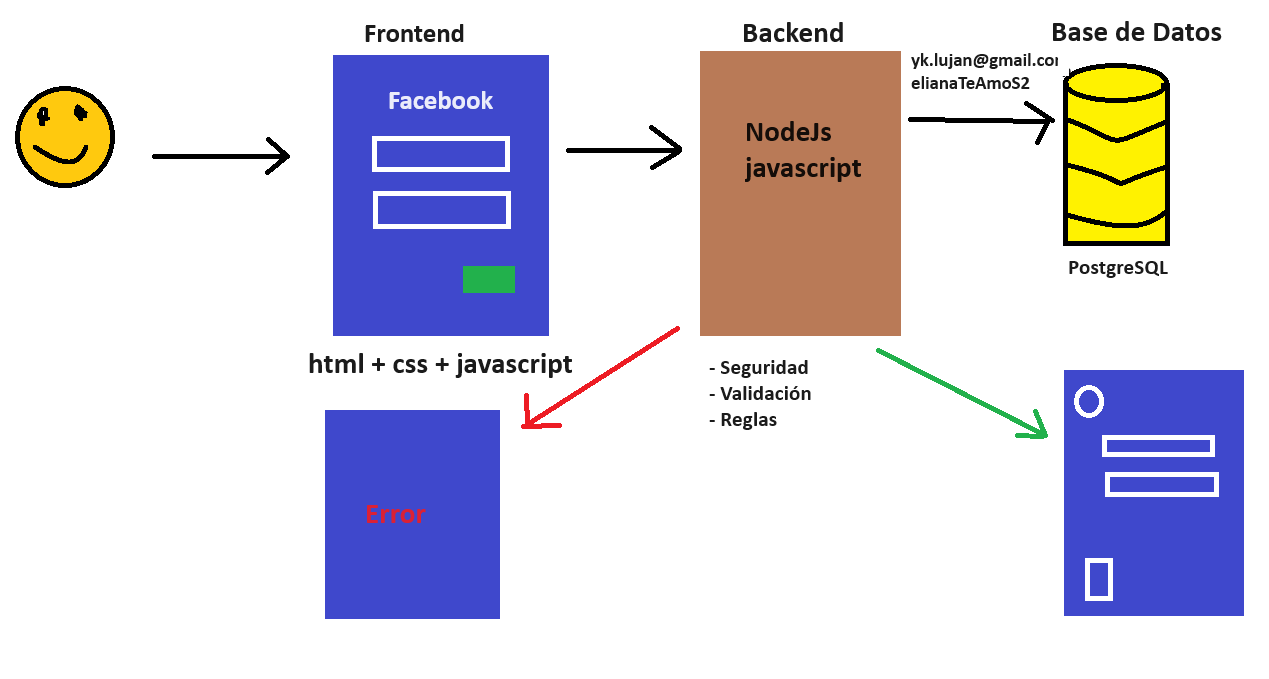 Frontend
Backend
Base de Datos
yk.lujan@gmail.com
elianaTeAmoS2
Facebook
NodeJs
javascript
PostgreSQL
html + css + javascript
- Seguridad
- Validación
- Reglas
Error